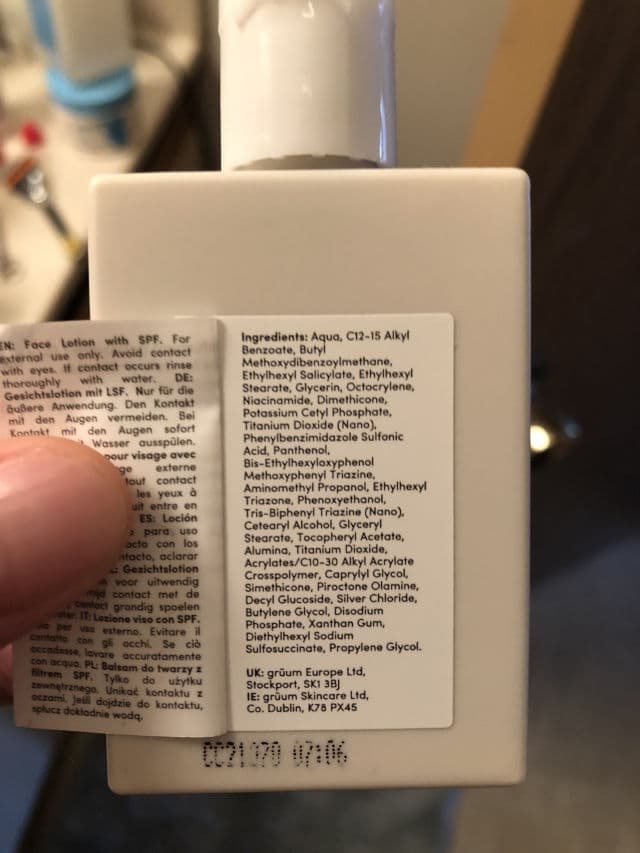 EN: Face Lotion with SPF. For
external use only. Avoid contact
with eyes. If contact occurs rinse
thoroughly with water. DE:
Gesichtslotion mit LSF. Nur für die
äußere Anwendung. Den Kontakt
mit den Augen vermeiden. Bei
Kontakt mit den Augen sofort
Wasser ausspülen.
pour visage avec
externe
tout contact
les yeux à
entre en
ES: Loción
para uso
con los
aclarar
Gezichtslotion
voor uitwendig
contact met de
contact grondig spoelen
IT: Lozione viso con SPF.
per uso esterno. Evitare il
contatto con gli occhi. Se ciò
accadesse, lavare accuratamente
con acqua. PL: Balsam do twarzy z
filtrem SPF. Tylko do użytku
zewnętrznego. Unikać kontaktu z
oczami. Jeśli dojdzie do kontaktu,
spłucz dokładnie wodą.
Ingredients: Aqua, C12-15 Alkyl
Benzoate, Butyl
Methoxydibenzoylmethane,
Ethylhexyl Salicylate, Ethylhexyl
Stearate, Glycerin, Octocrylene,
Niacinamide, Dimethicone,
Potassium Cetyl Phosphate,
Titanium Dioxide (Nano),
Phenylbenzimidazole Sulfonic
Acid, Panthenol,
Bis-Ethylhexyloxyphenol
Methoxyphenyl Triazine,
Aminomethyl Propanol, Ethylhexyl
Triazone, Phenoxyethanol,
Tris-Biphenyl Triazine (Nano),
Cetearyl Alcohol, Glyceryl
Stearate, Tocopheryl Acetate,
Alumina, Titanium Dioxide,
Acrylates/C10-30 Alkyl Acrylate
Crosspolymer, Caprylyl Glycol,
Simethicone, Piroctone Olamine,
Decyl Glucoside, Silver Chloride,
Butylene Glycol, Disodium
Phosphate, Xanthan Gum,
Diethylhexyl Sodium
Sulfosuccinate, Propylene Glycol.
UK: grüum Europe Ltd,
Stockport, SK1 3BJ
IE: grüum Skincare Ltd,
Co. Dublin, K78 PX45
07:06